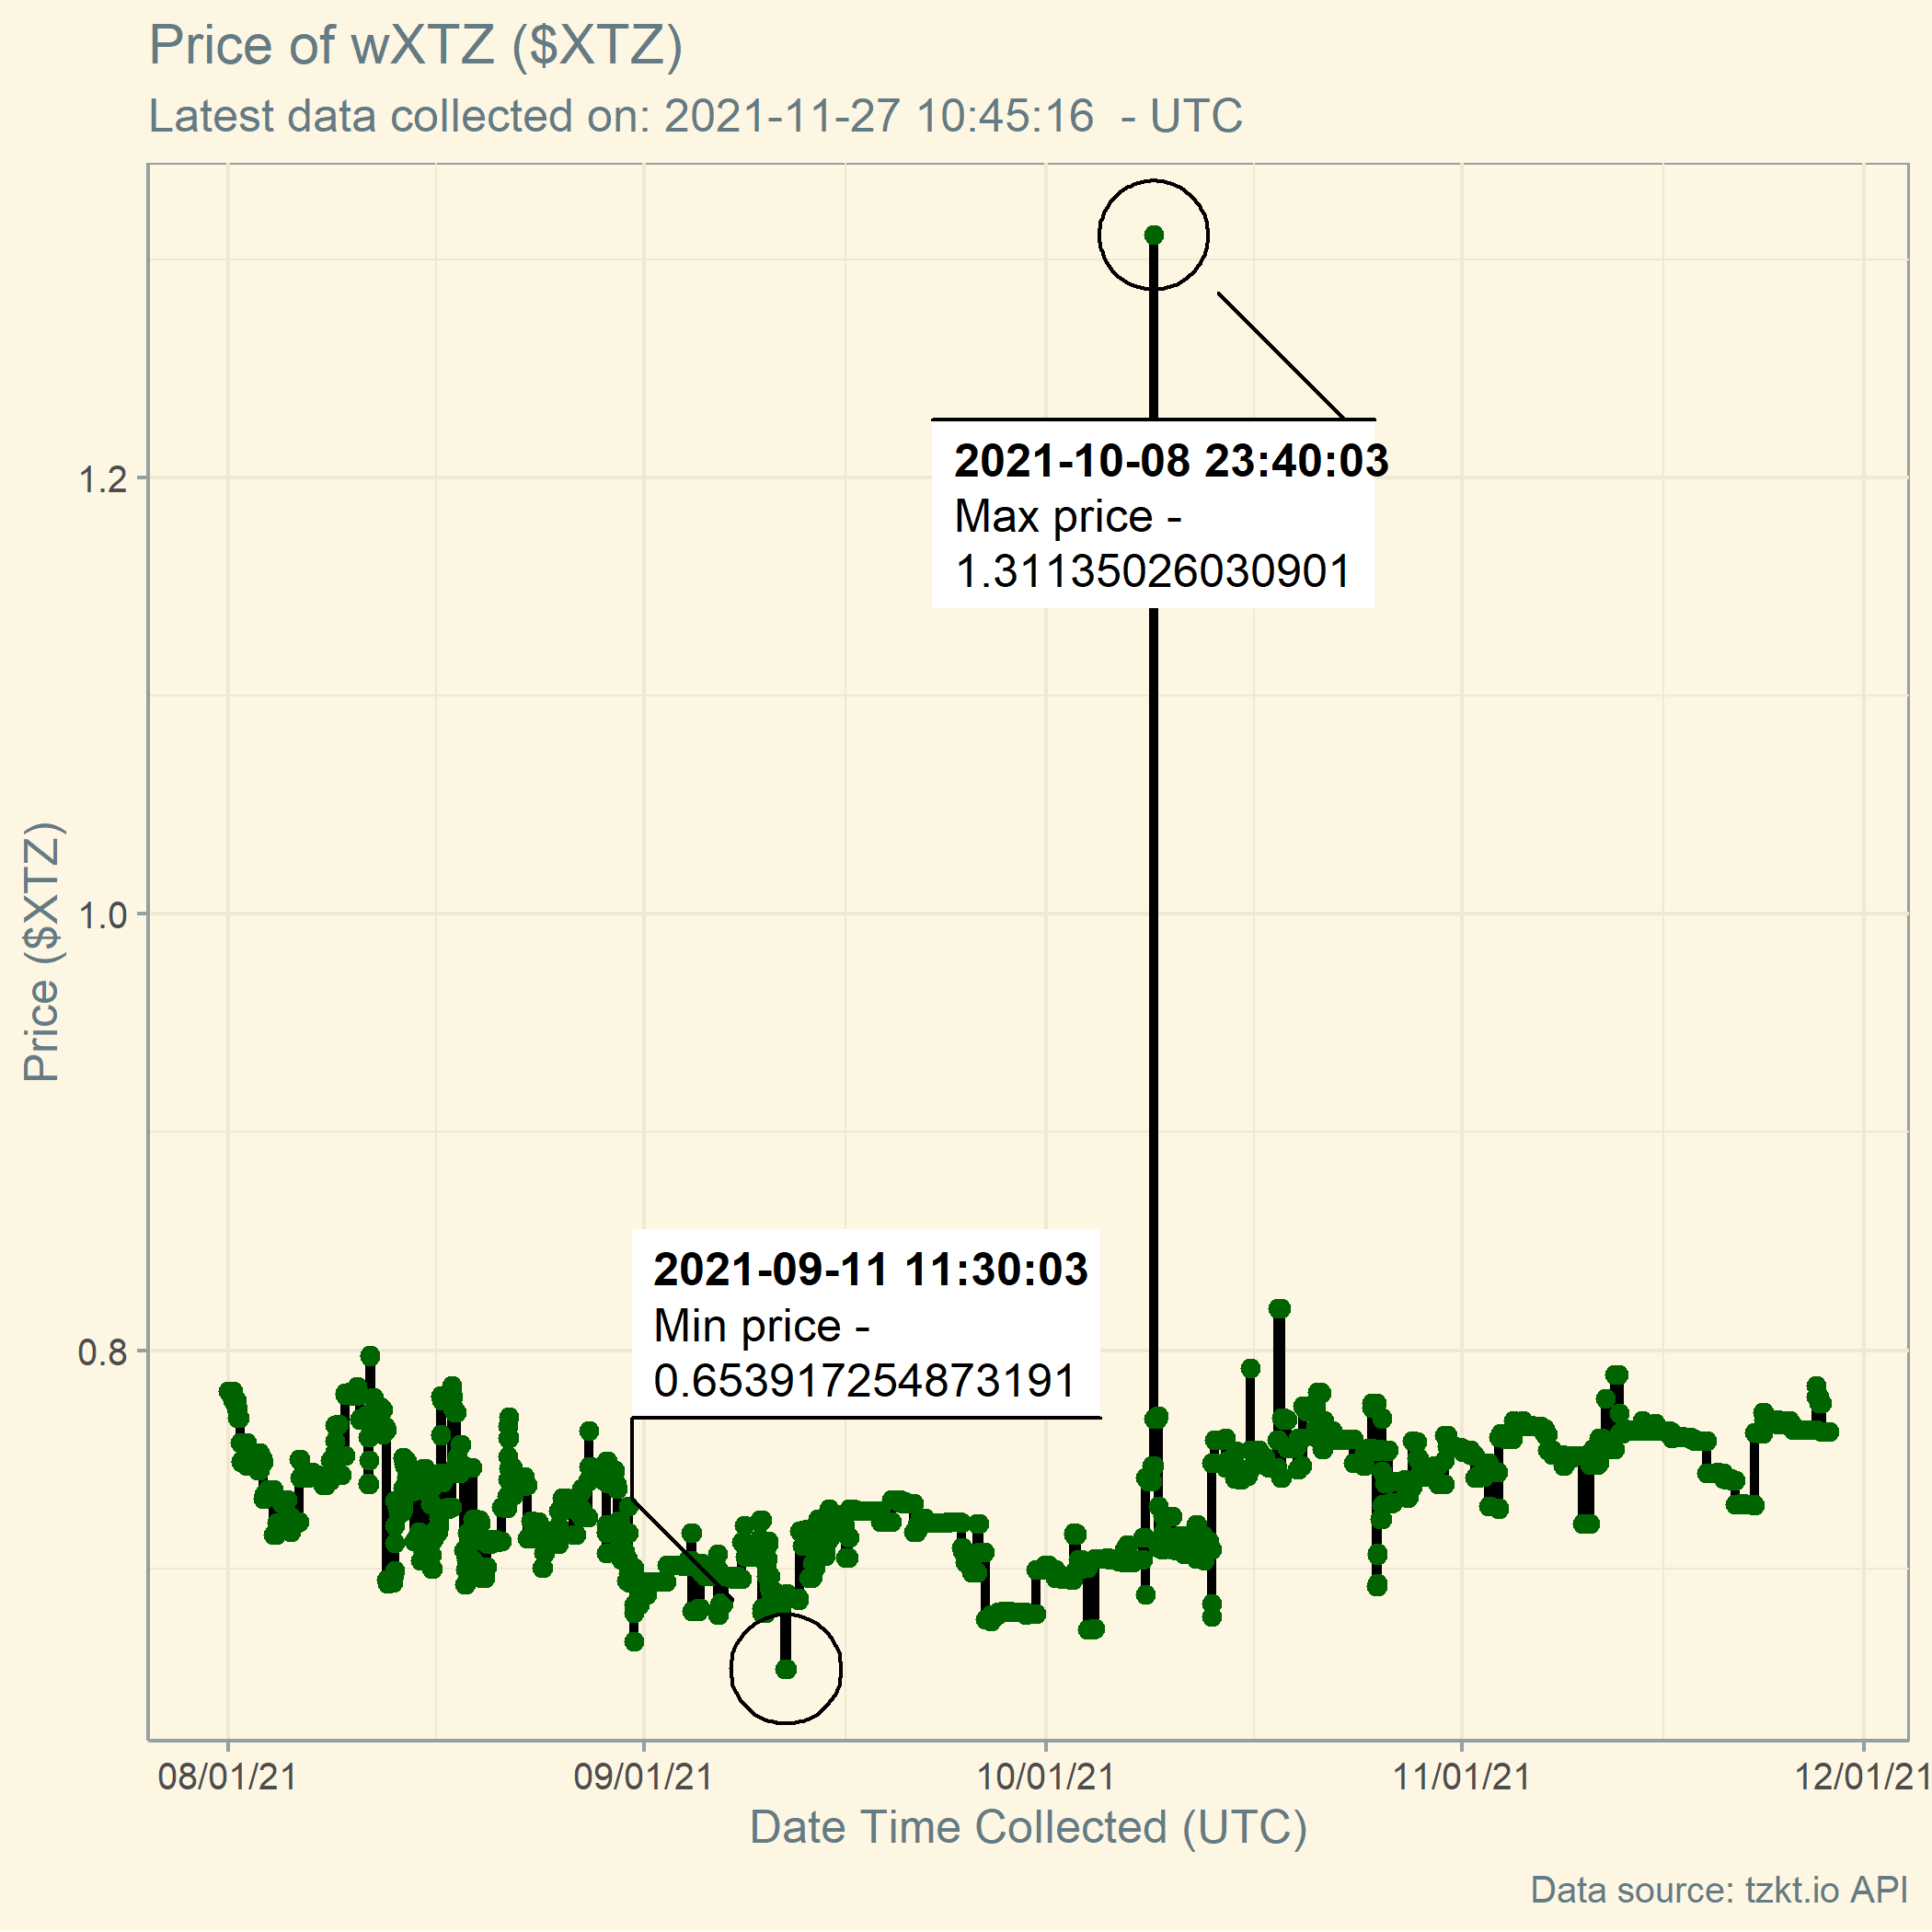 Price of wXTZ ($XTZ)
Latest data collected on: 2021-11-27 10:45:16  - UTC
2021-10-08 23:40:03
Max price -
1.31135026030901
1.2
1.0
0.8
Price ($XTZ)
2021-09-11 11:30:03
Min price -
0.653917254873191
08/01/21 09/01/21 10/01/21 11/01/21 12/01/21
Date Time Collected (UTC)
Data source: tzkt.io API